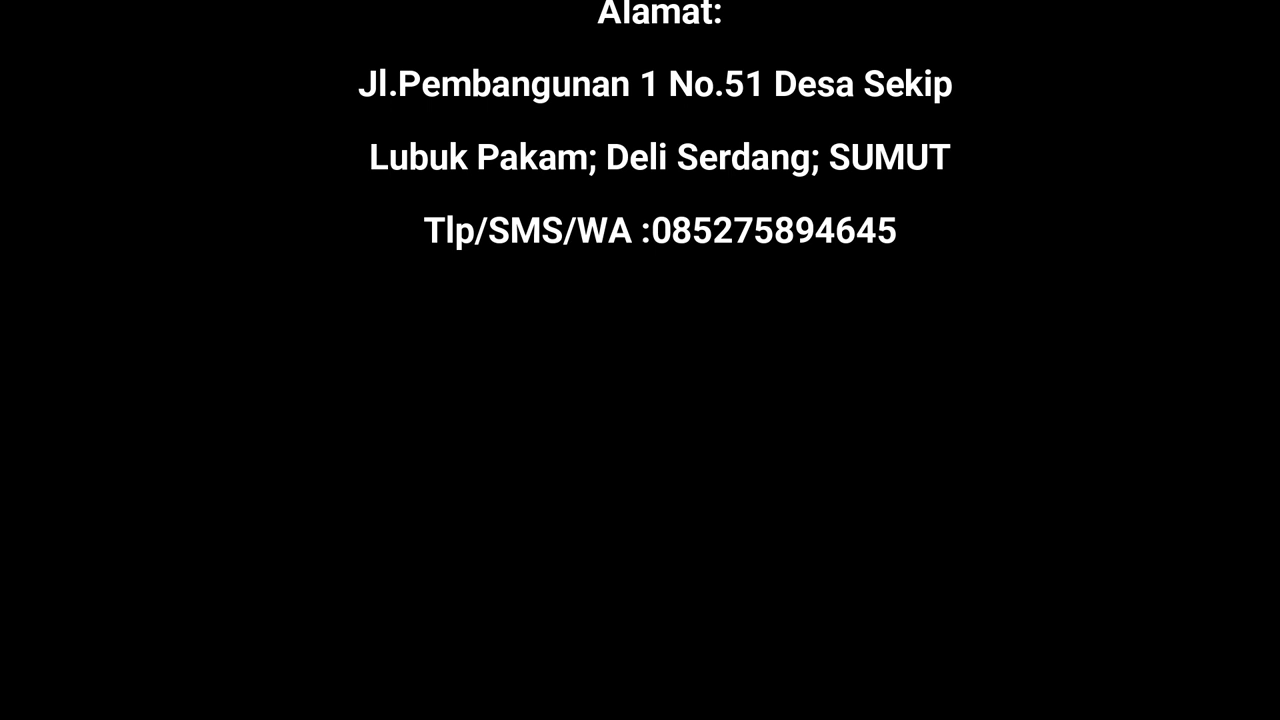 Alamat:
Jl.Pembangunan 1 No.51 Desa Sekip
Lubuk Pakam; Deli Serdang; SUMUT
Tlp/SMS/WA :085275894645